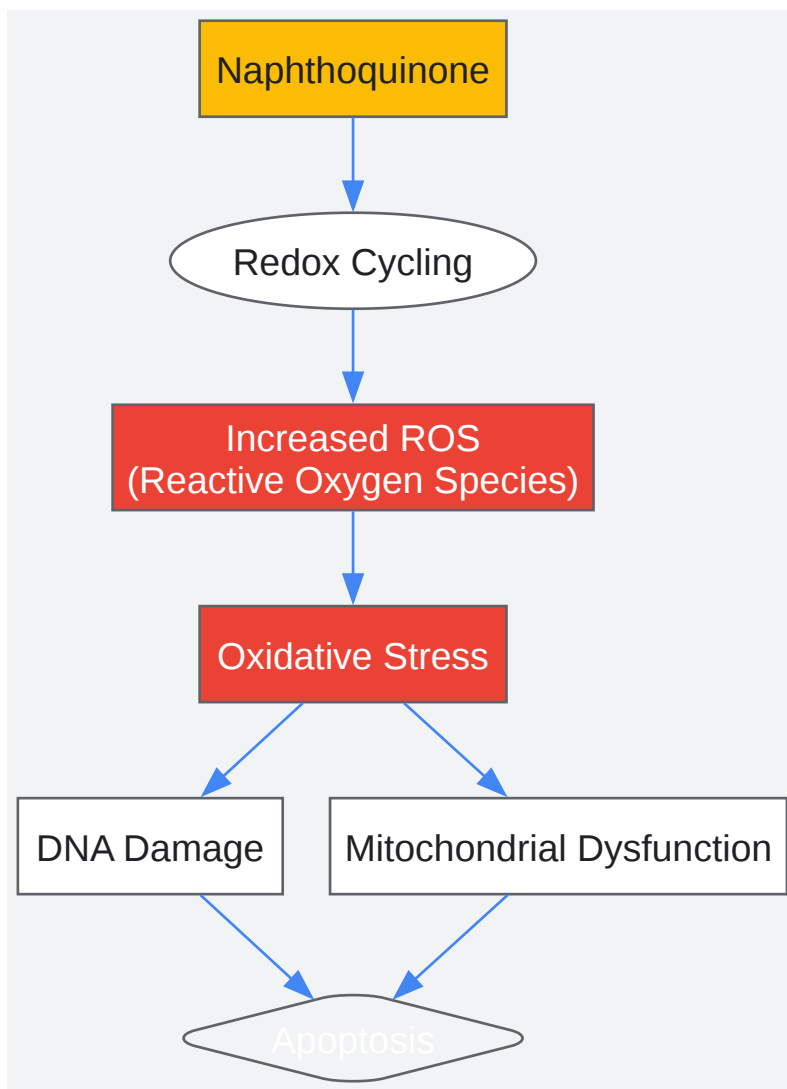 Naphthoquinone
Redox Cycling
Increased ROS
(Reactive Oxygen Species)
Oxidative Stress
DNA Damage
Mitochondrial Dysfunction
Apoptosis